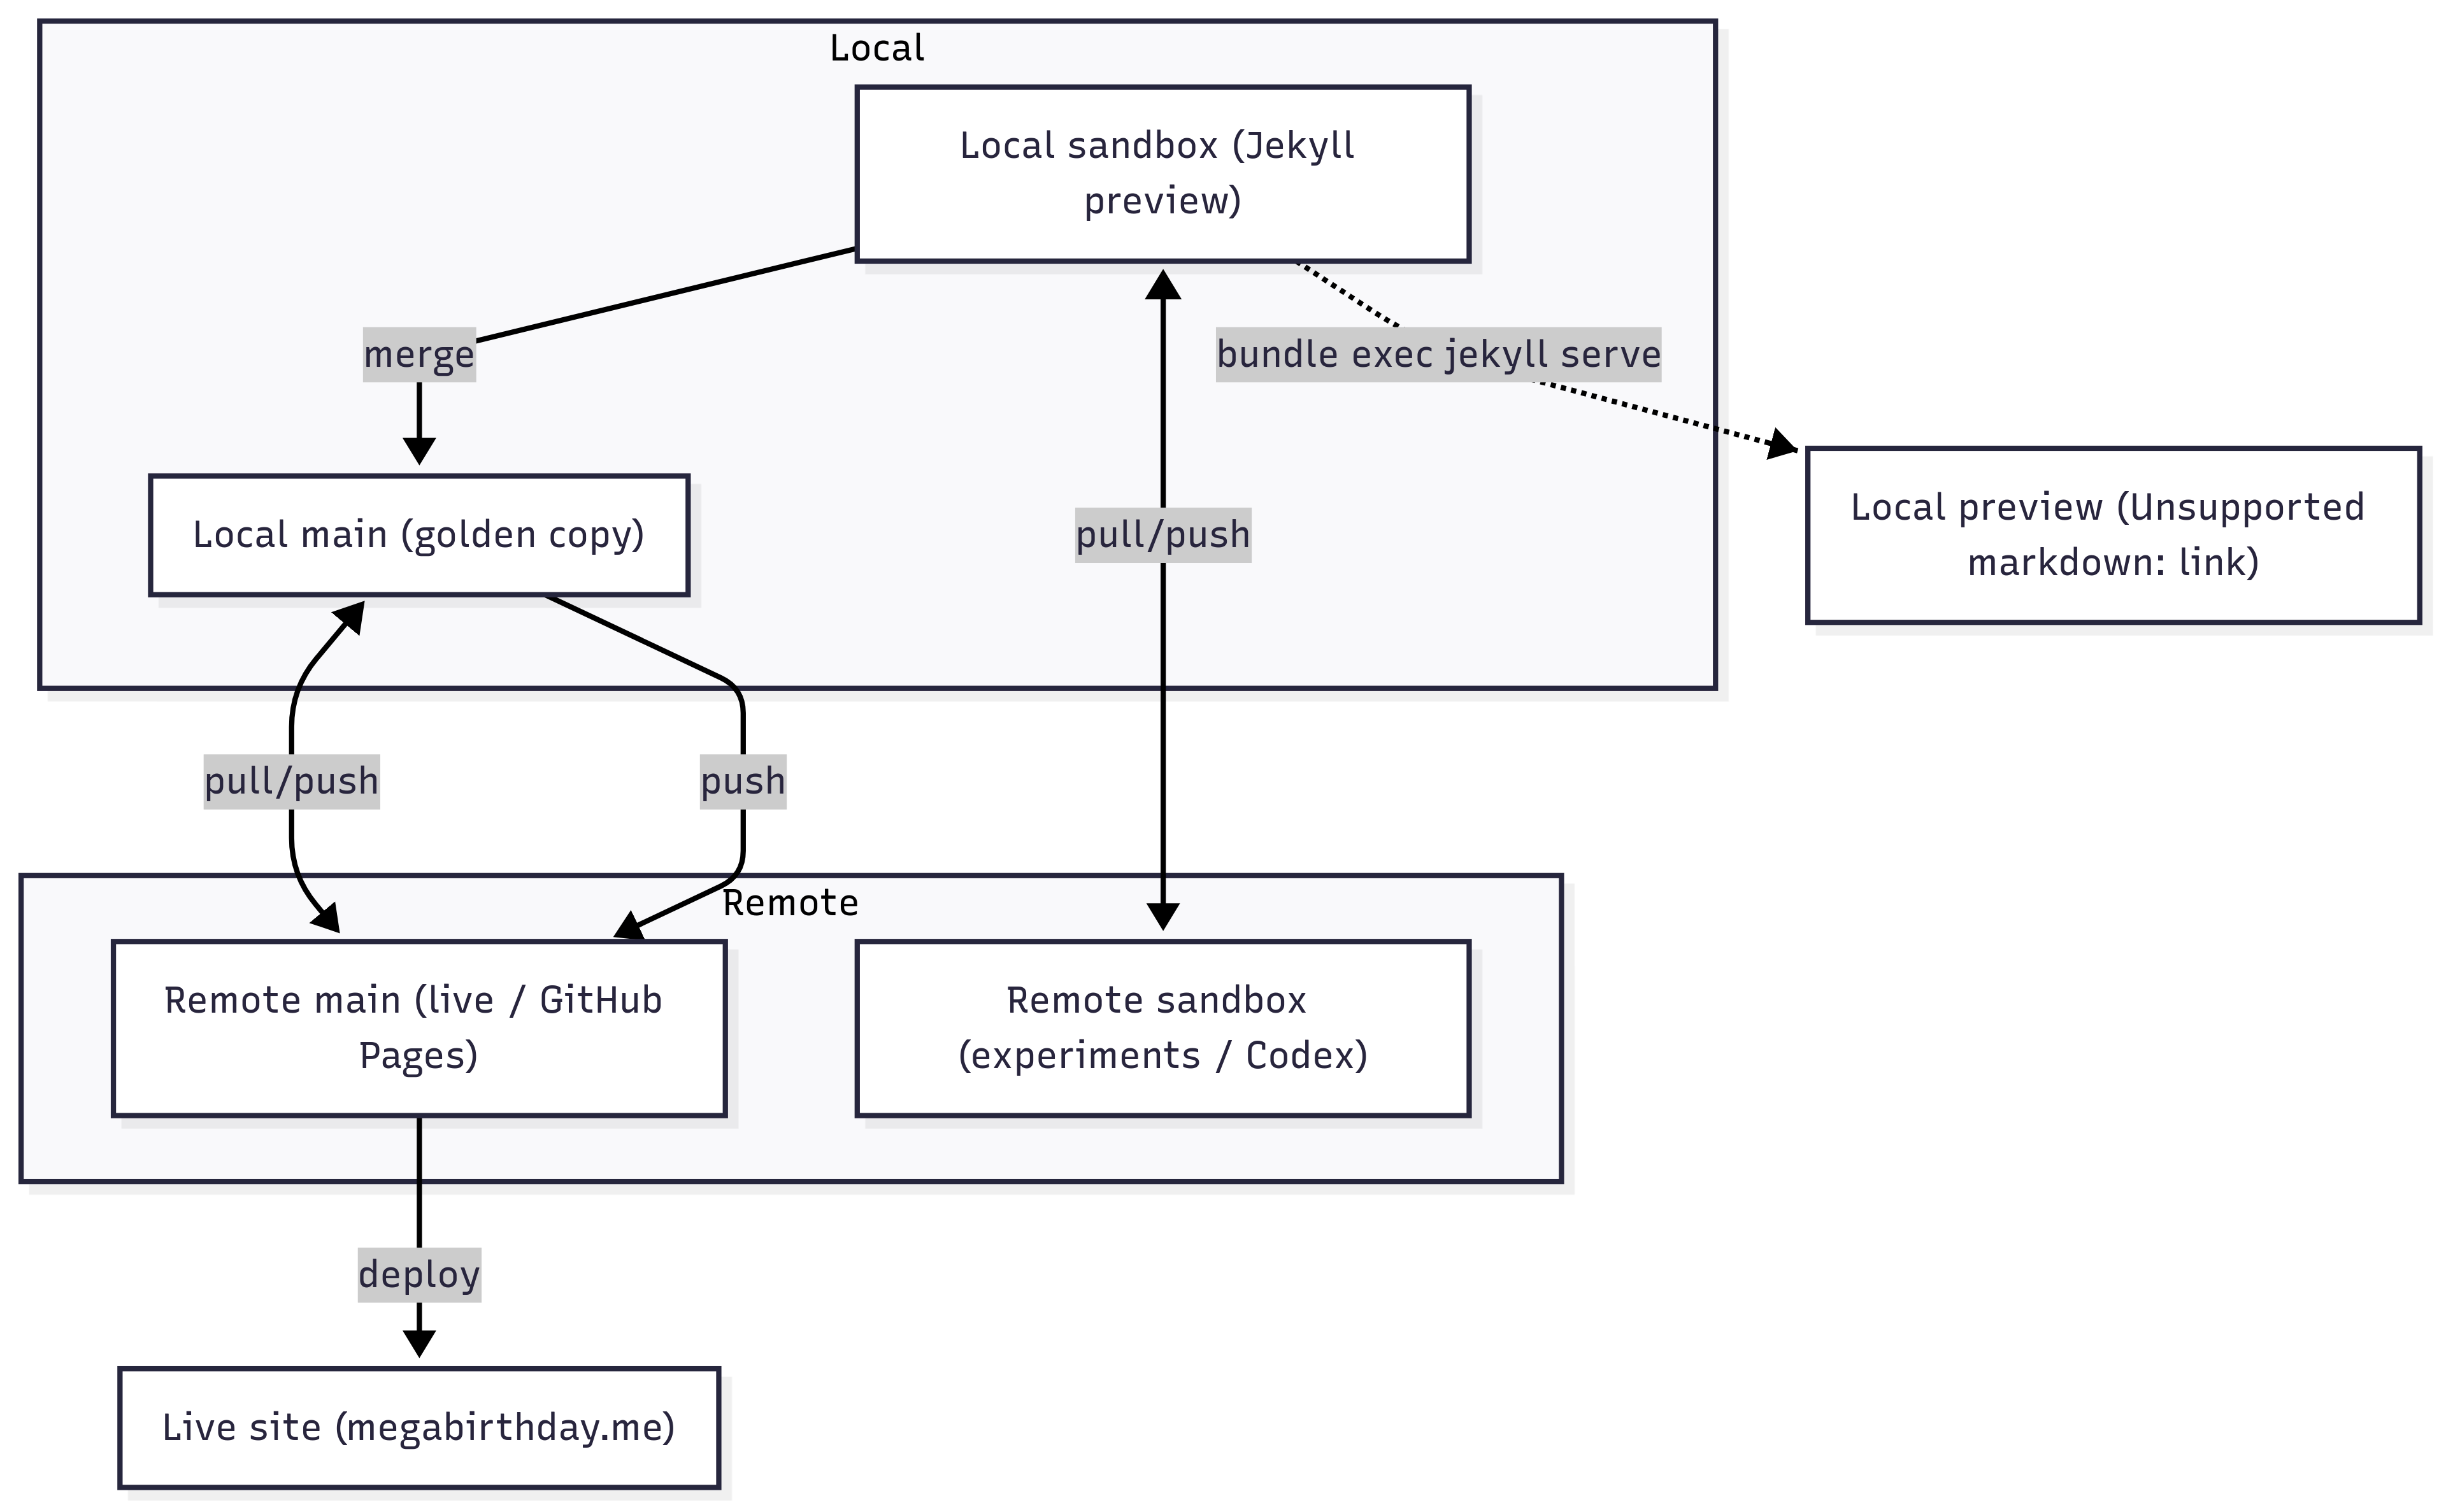 Local
Local sandbox (Jekyll
preview)
merge
bundle exec jekyll serve
Local main (golden copy)
pull/push
Local preview (Unsupported
markdown: link)
pull/push
push
Remote
Remote main (live / GitHub
Pages)
Remote sandbox
(experiments / Codex)
deploy
Live site (megabirthday.me)